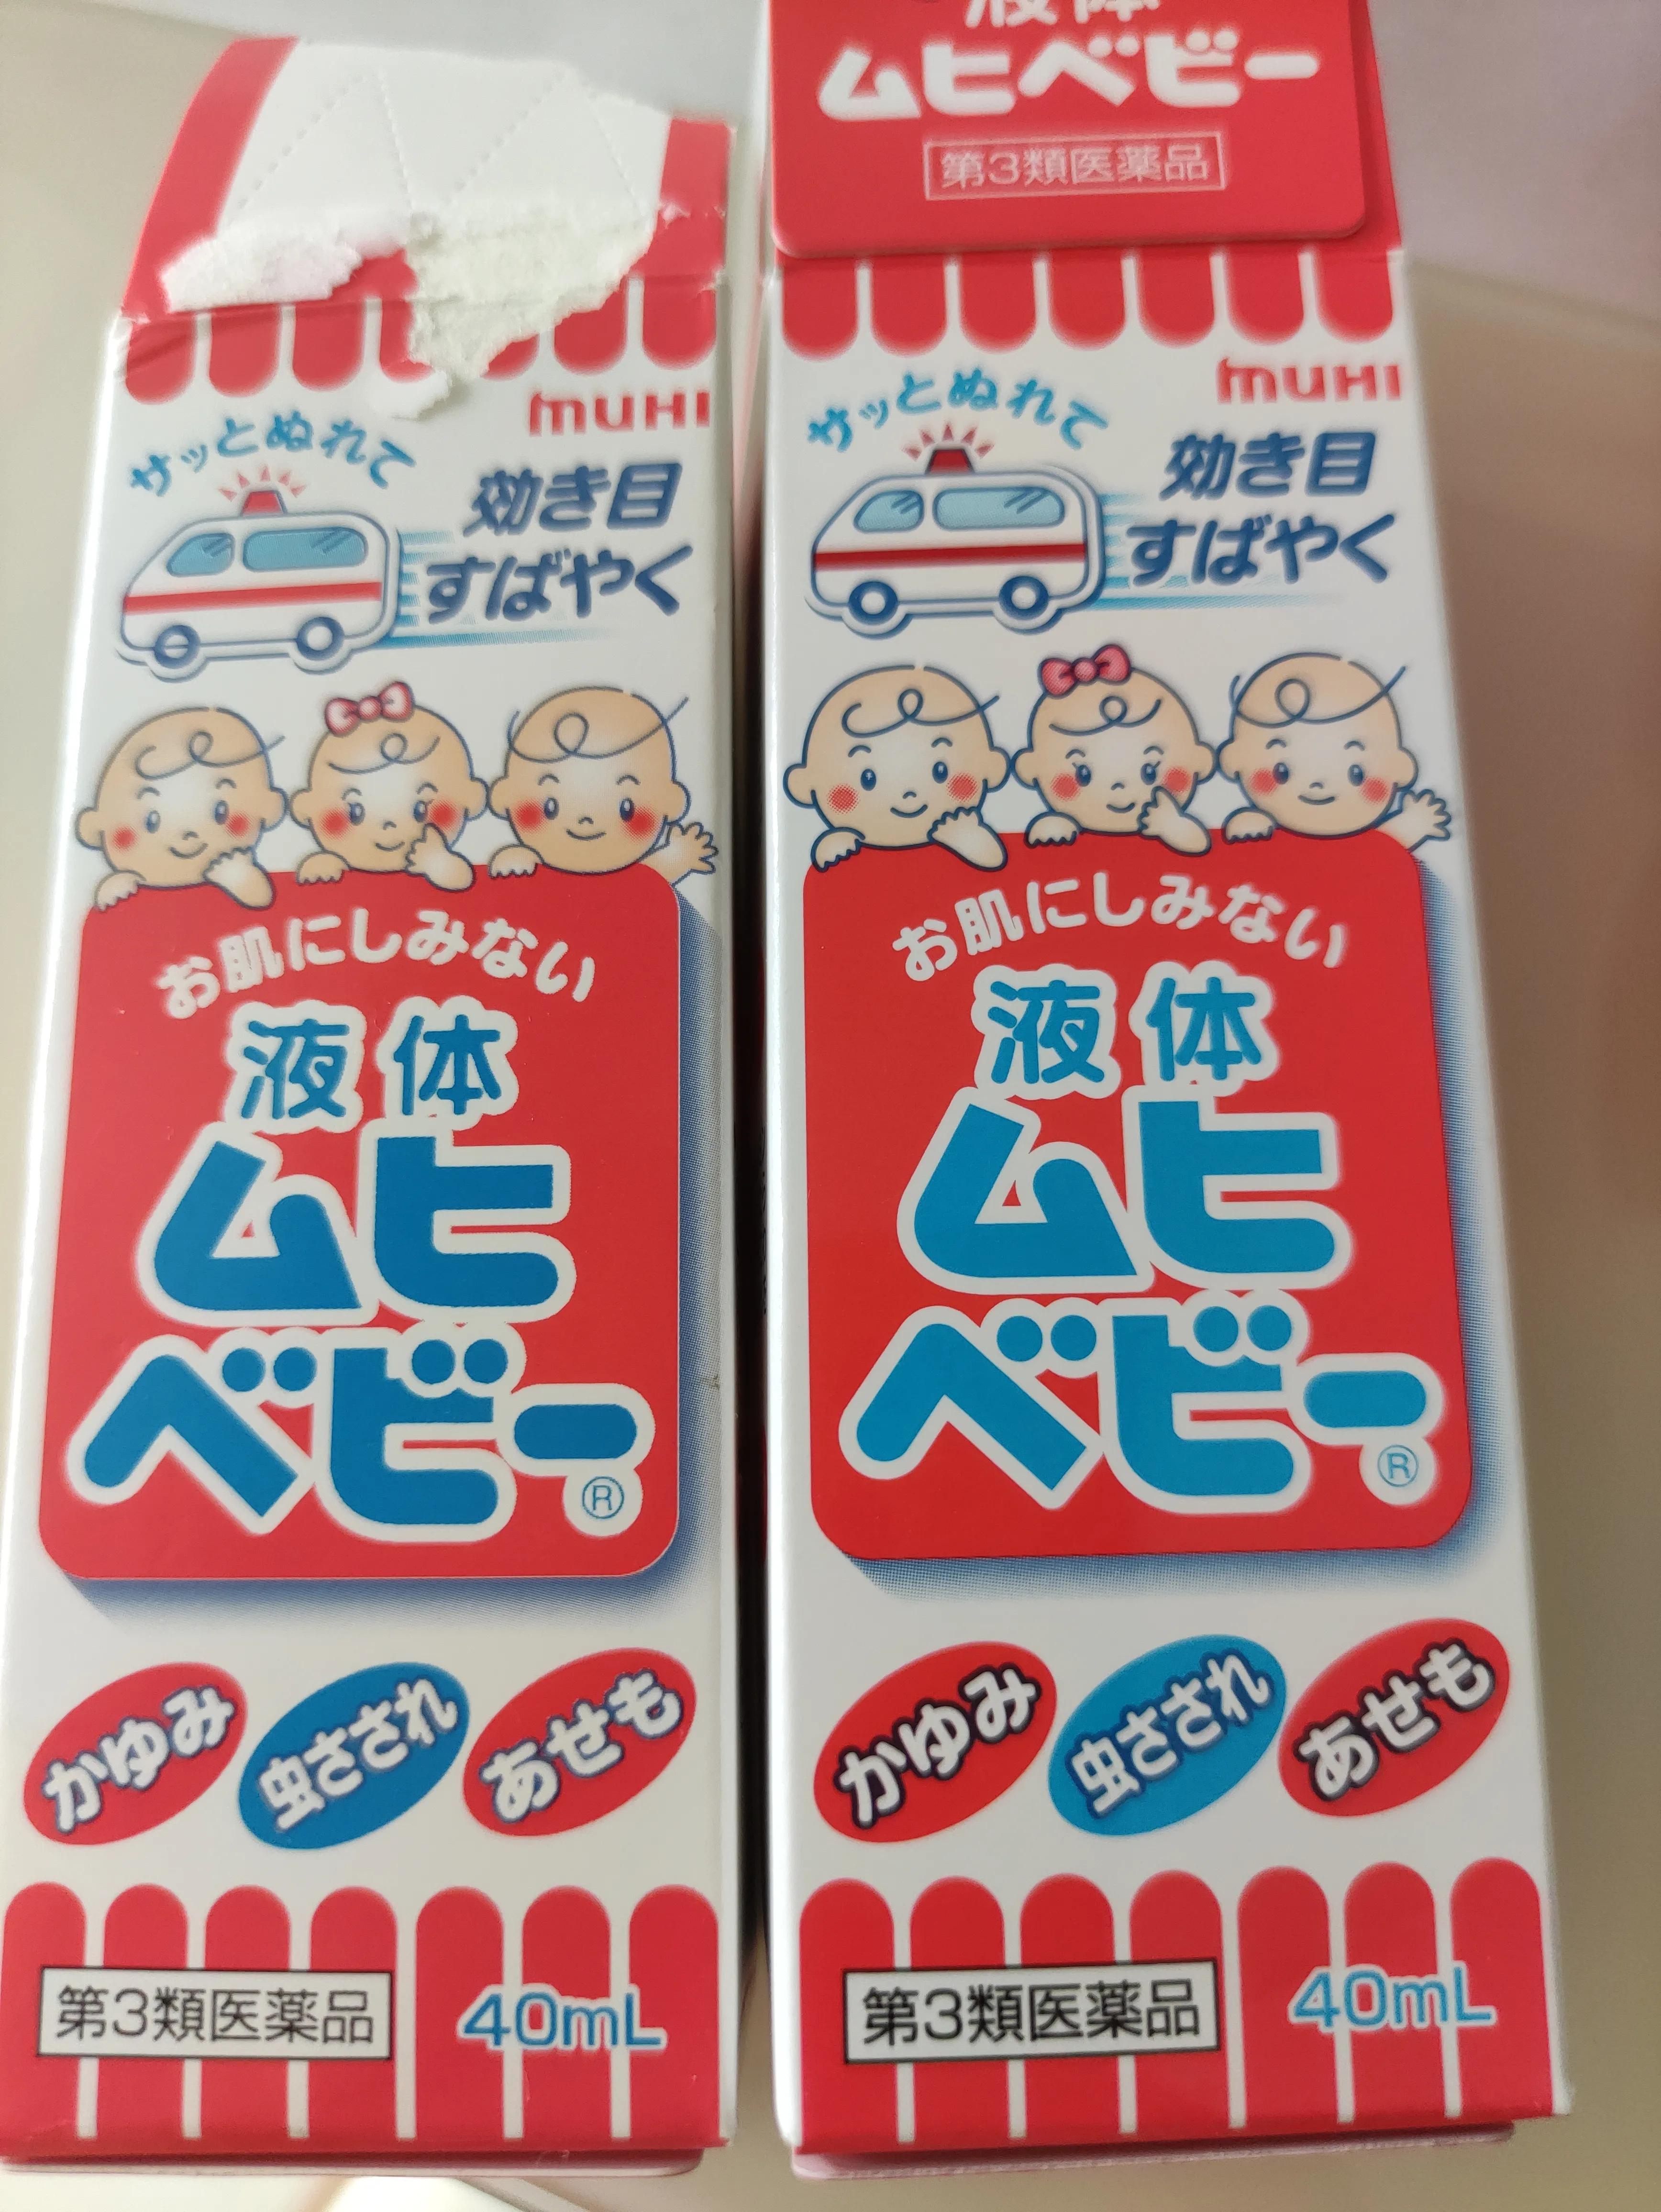 MUHI
サッとぬれて
効き目
すばやく
お肌にしみない
液体
ムヒ
ベビー®
かゆみ
虫さされ
あせも
第3類医薬品
40mL
液体
ムヒベビー
第3類医薬品
MUHI
サッとぬれて
効き目
すばやく
お肌にしみない
液体
ムヒ
ベビー®
かゆみ
虫さされ
あせも
第3類医薬品
40mL